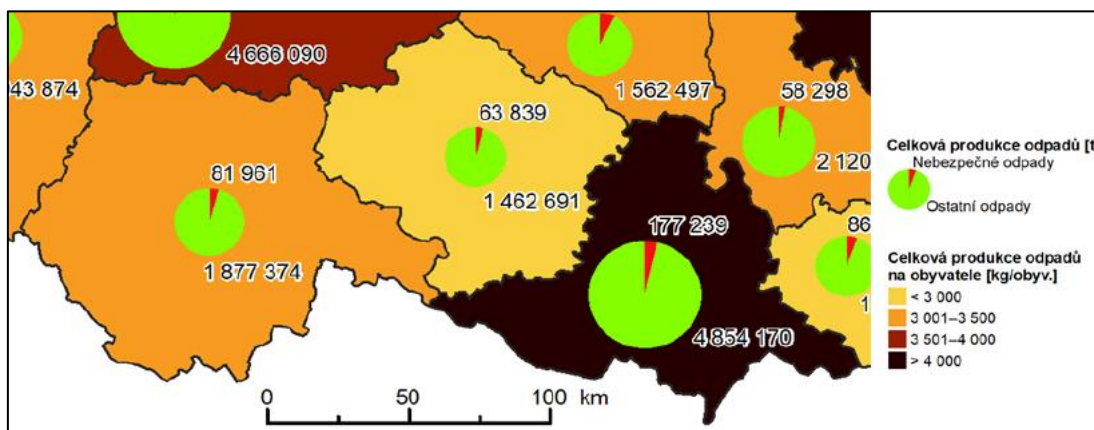 4 666 090
43 874
1 562 497
58 298
63 839
2 120
81 961
1 462 691
177 239
86
1 877 374
1
4 854 170
0 50 100 km
Celková produkce odpadů [t
Nebezpečné odpady
Ostatní odpady
Celková produkce odpadů
na obyvatele [kg/obyv.]
< 3 000
3 001–3 500
3 501–4 000
> 4 000